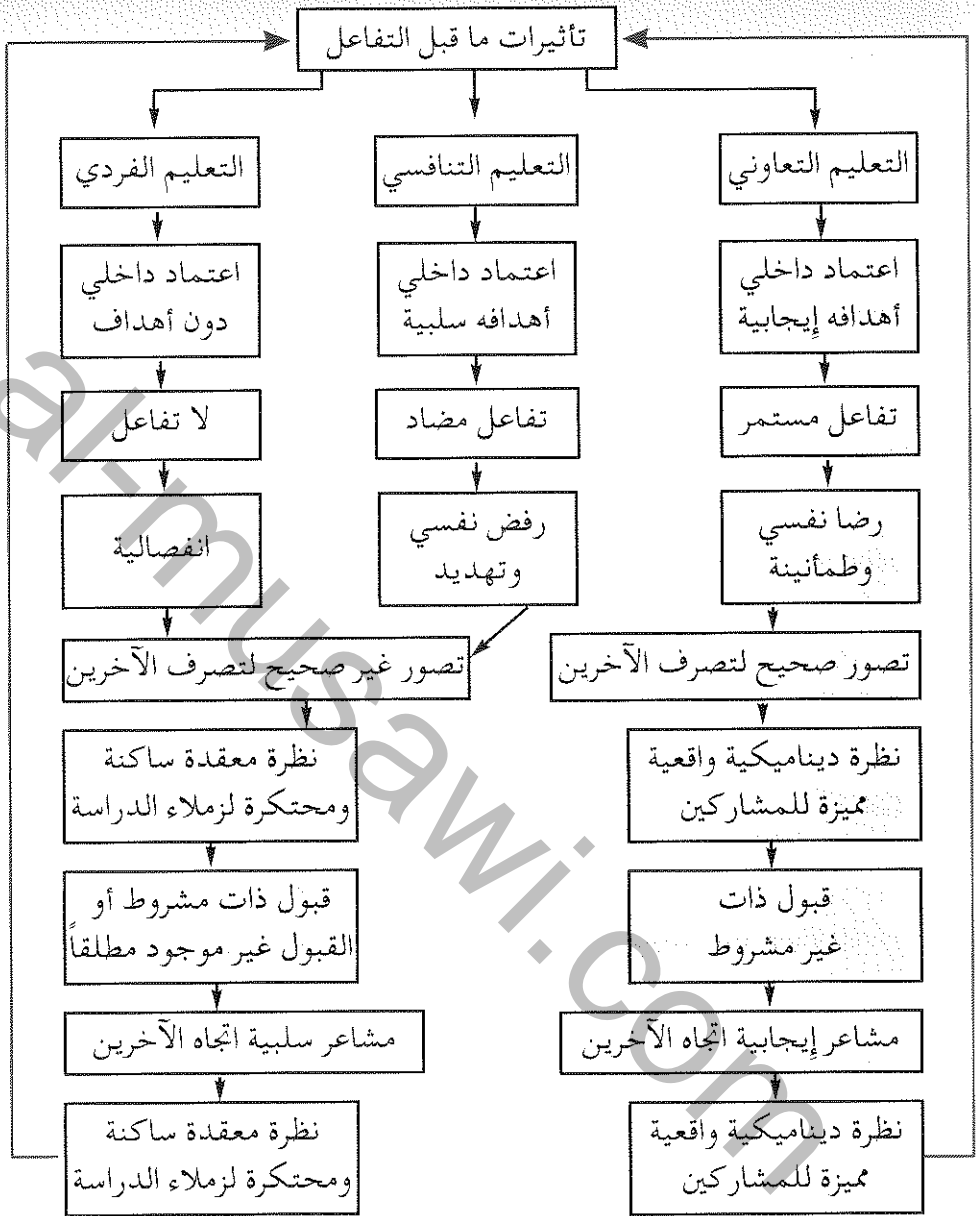 تأثيرات ما قبل التفاعل
التعليم التعاوني
التعليم التنافسي
التعليم الفردي
اعتماد داخلي
أهدافه إيجابية
اعتماد داخلي
أهدافه سلبية
اعتماد داخلي
دون أهداف
تفاعل مستمر
تفاعل مضاد
لا تفاعل
رضا نفسي
وطمأنينة
رفض نفسي
وتهديد
انفصالية
تصور صحيح لتصرف الآخرين
تصور غير صحيح لتصرف الآخرين
نظرة ديناميكية واقعية
مميزة للمشاركين
نظرة معقدة ساكنة
ومحتكرة لزملاء الدراسة
قبول ذات
غير مشروط
قبول ذات مشروط أو
القبول غير موجود مطلقاً
مشاعر إيجابية اتجاه الآخرين
مشاعر سلبية اتجاه الآخرين
نظرة ديناميكية واقعية
مميزة للمشاركين
نظرة معقدة ساكنة
ومحتكرة لزملاء الدراسة
al-musawi.com